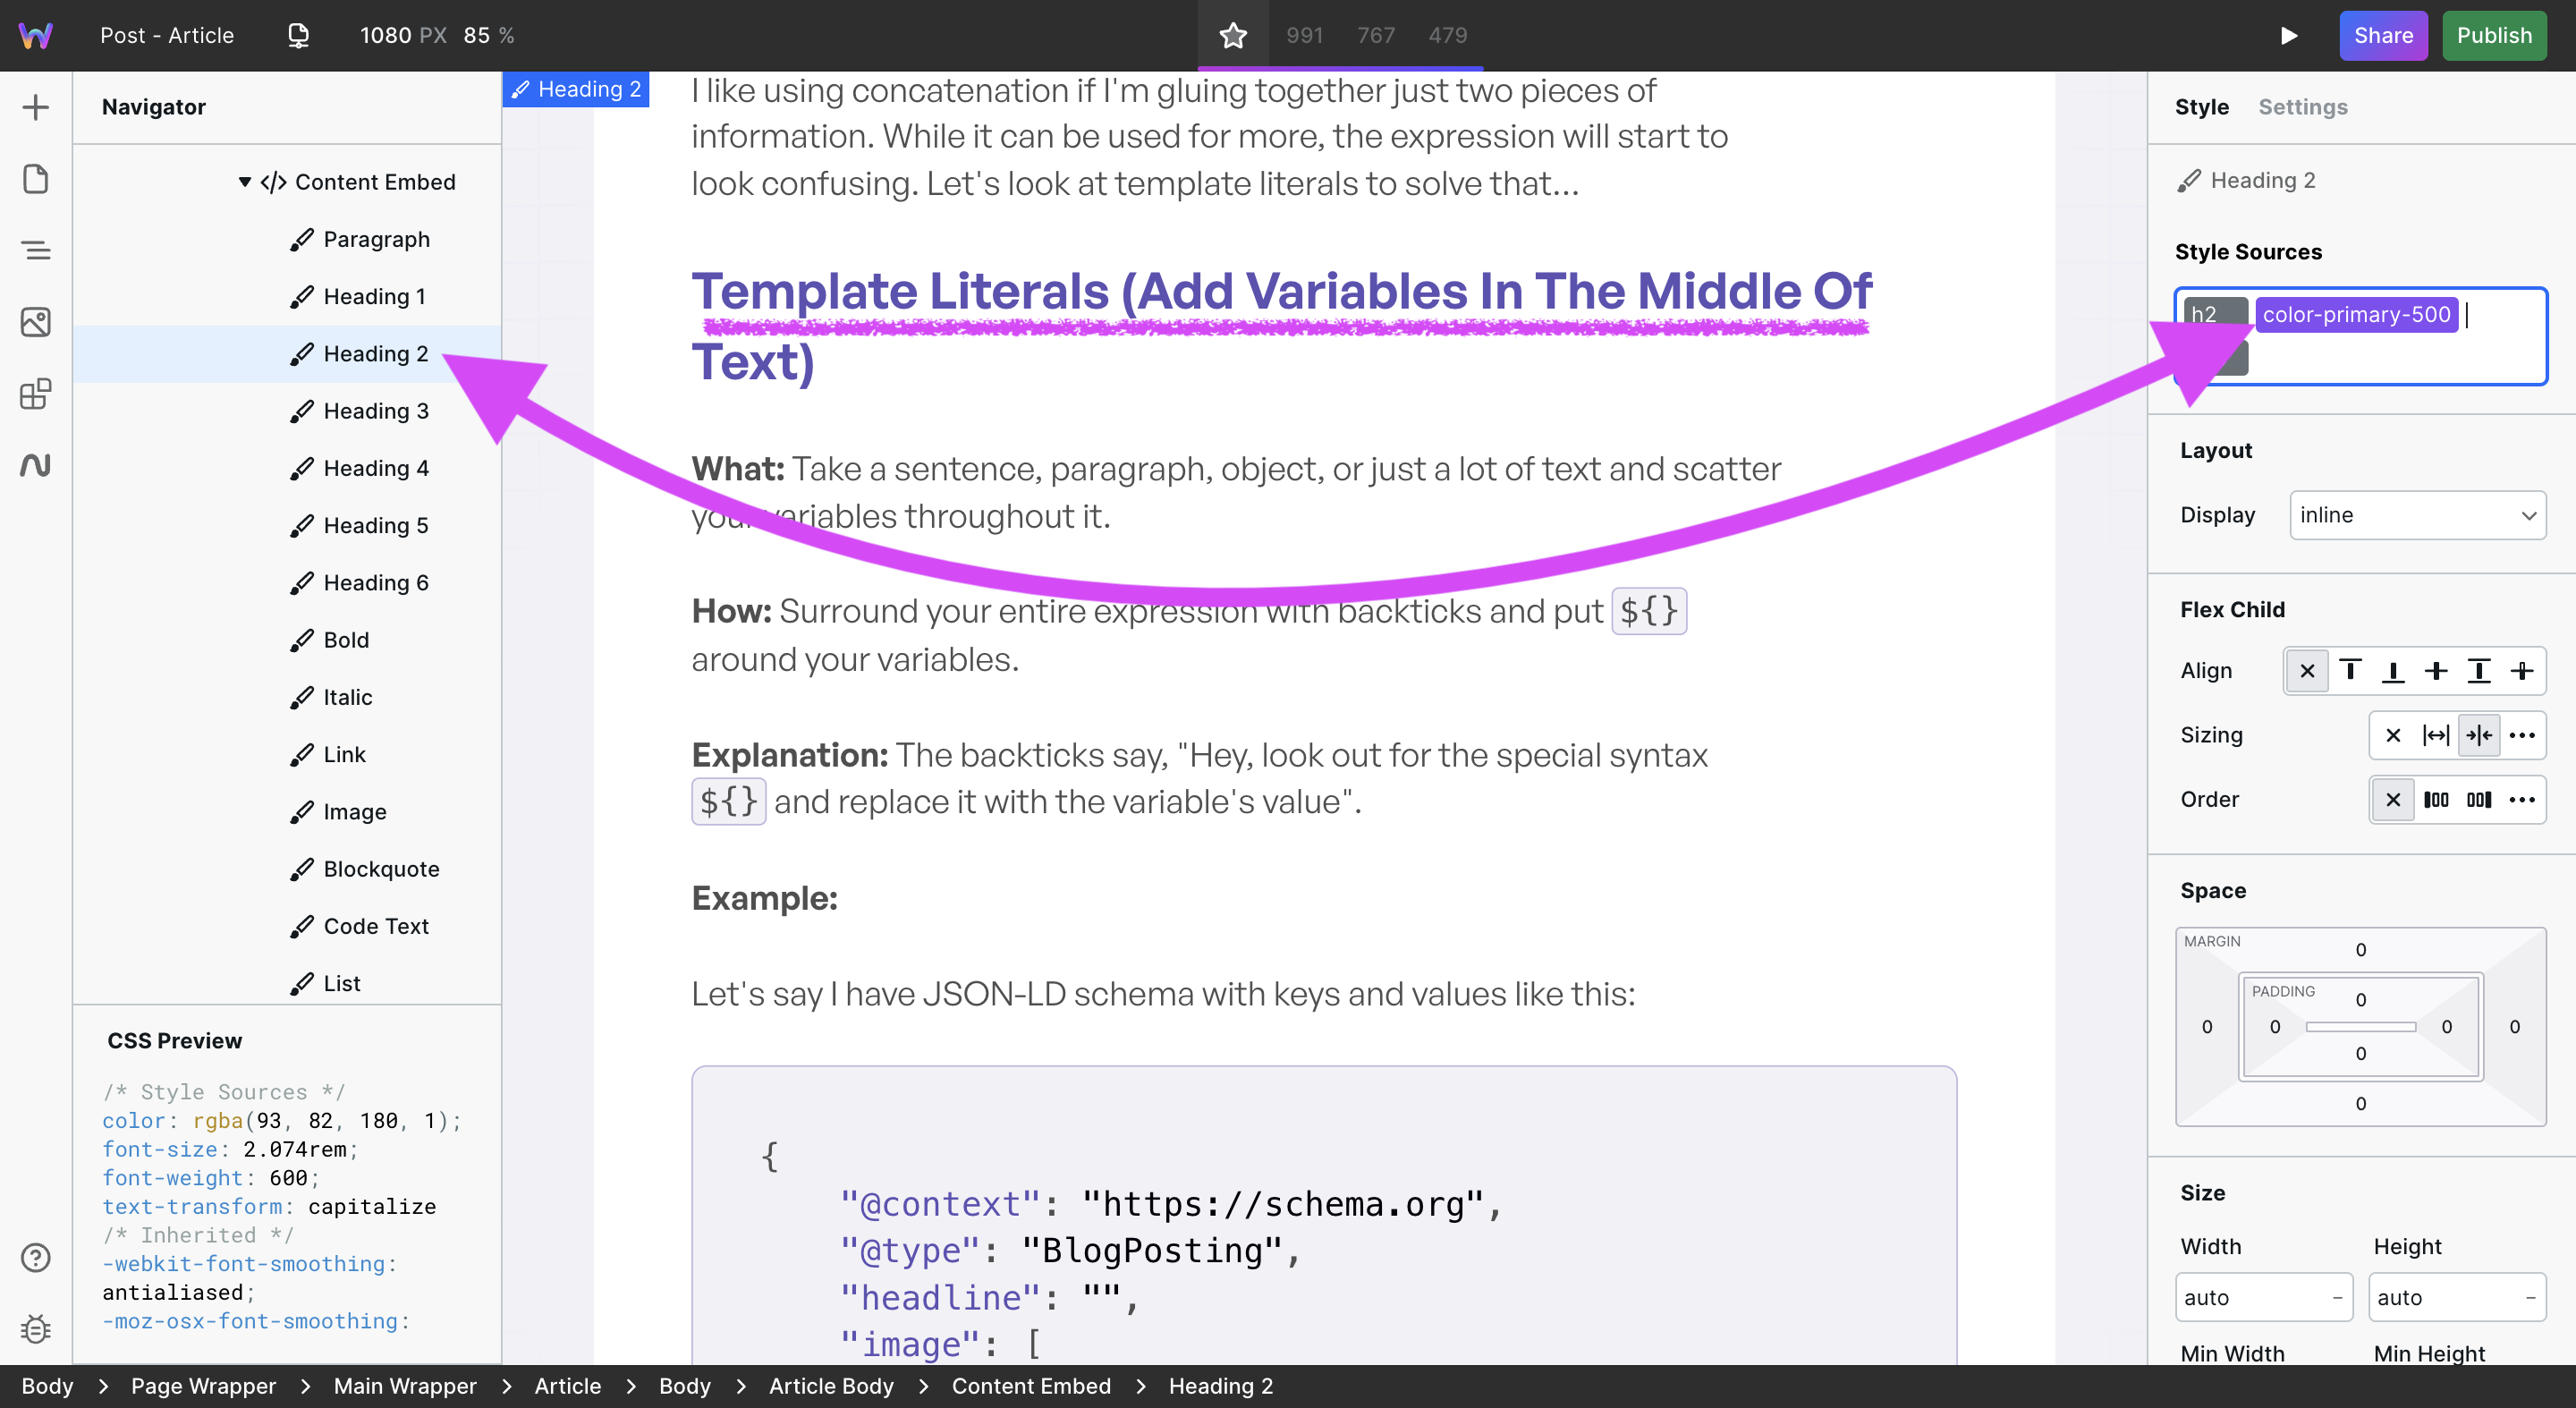 Post - Article
1080 PX 85 %
991 767 479
Share
Publish
Navigator
Content Embed
Paragraph
Heading 1
Heading 2
Heading 3
Heading 4
Heading 5
Heading 6
Bold
Italic
Link
Image
Blockquote
Code Text
List
CSS Preview
/* Style Sources */
color: rgba(93, 82, 180, 1);
font-size: 2.074rem;
font-weight: 600;
text-transform: capitalize
/* Inherited */
-webkit-font-smoothing:
antialiased;
-moz-osx-font-smoothing:
Heading 2
I like using concatenation if I'm gluing together just two pieces of
information. While it can be used for more, the expression will start to
look confusing. Let's look at template literals to solve that...
Template Literals (Add Variables In The Middle Of
Text)
What: Take a sentence, paragraph, object, or just a lot of text and scatter
your variables throughout it.
How: Surround your entire expression with backticks and put ${}
around your variables.
Explanation: The backticks say, "Hey, look out for the special syntax
${} and replace it with the variable's value".
Example:
Let's say I have JSON-LD schema with keys and values like this:
{
"@context": "https://schema.org",
"@type": "BlogPosting",
"headline": "",
"image": [
Style Settings
Heading 2
Style Sources
h2 color-primary-500
Layout
Display inline
Flex Child
Align
Sizing
Order
Space
MARGIN
0
PADDING
0
0 0 0 0
0
0
Size
Width Height
auto – auto –
Min Width Min Height
Body > Page Wrapper > Main Wrapper > Article > Body > Article Body > Content Embed > Heading 2